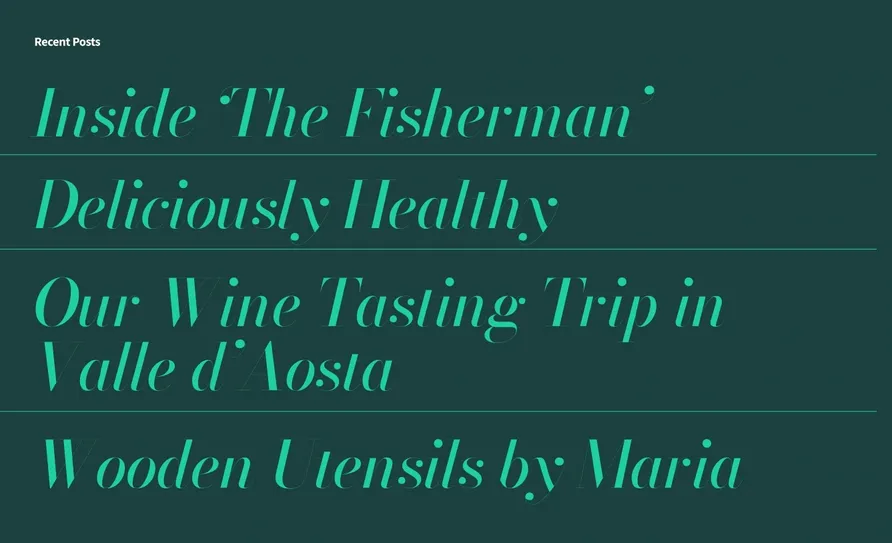 Recent Posts
Inside ‘The Fisherman’
Deliciously Healthy
Our Wine Tasting Trip in
Valle d’Aosta
Wooden Utensils by Maria